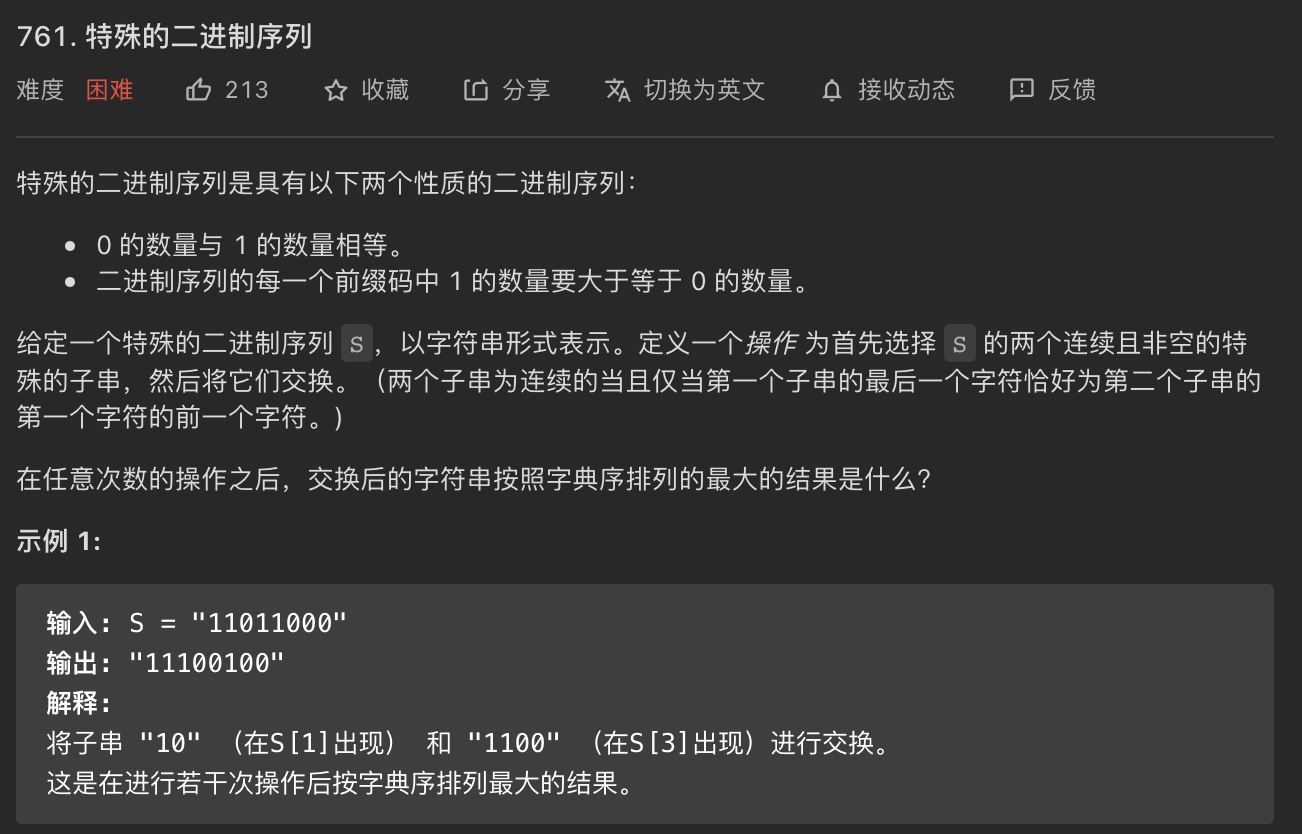 761. 特殊的二进制序列
难度 困难 213 收藏 分享 切换为英文 接收动态 反馈
特殊的二进制序列是具有以下两个性质的二进制序列：
• 0 的数量与 1 的数量相等。
• 二进制序列的每一个前缀码中 1 的数量要大于等于 0 的数量。
给定一个特殊的二进制序列 S，以字符串形式表示。定义一个操作 为首先选择 S 的两个连续且非空的特
殊的子串，然后将它们交换。（两个子串为连续的当且仅当第一个子串的最后一个字符恰好为第二个子串的
第一个字符的前一个字符。)
在任意次数的操作之后，交换后的字符串按照字典序排列的最大的结果是什么?
示例 1:
输入: S = "11011000"
输出: "11100100"
解释:
将子串 "10" （在S[1]出现） 和 "1100" （在S[3]出现）进行交换。
这是在进行若干次操作后按字典序排列最大的结果。